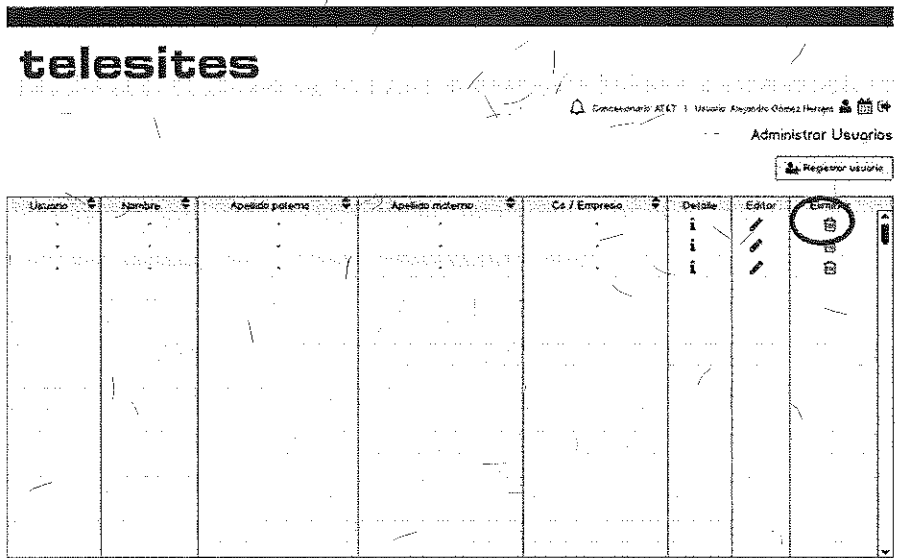 telesites
Concesionario AT&T | Usuario Alejandro Gómez Herrera
Administrar Usuarios
Registrar usuario
Usuario Nombre Apellido paterno Apellido materno Cs / Empresa Detalle Editar Eliminar